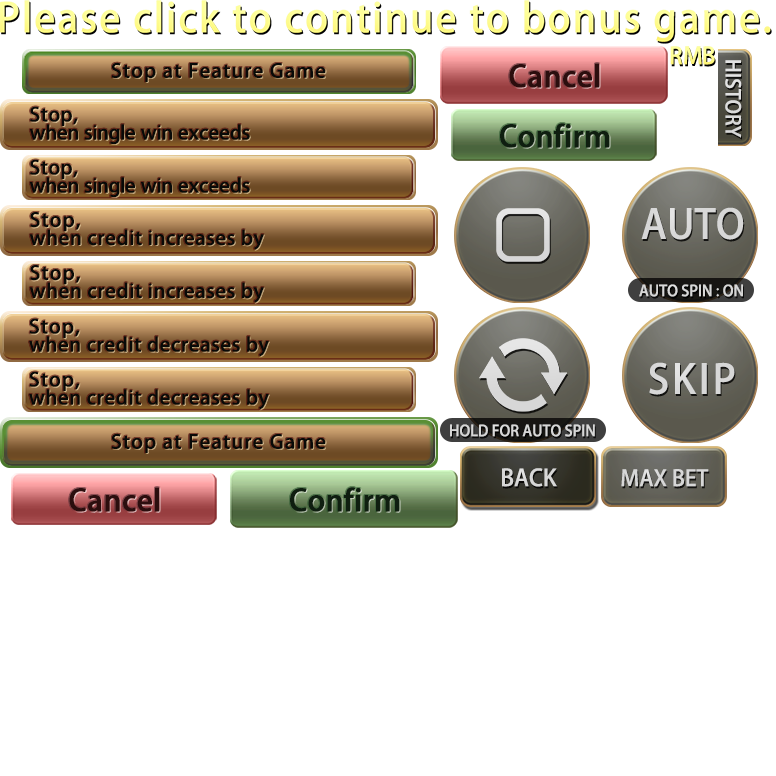 Please click to continue to bonus game.
Stop at Feature Game
Cancel
RMB
HISTORY
Stop,
when single win exceeds
Confirm
Stop,
when single win exceeds
Stop,
when credit increases by
AUTO
AUTO SPIN : ON
Stop,
when credit increases by
Stop,
when credit decreases by
Stop,
when credit decreases by
SKIP
HOLD FOR AUTO SPIN
Stop at Feature Game
BACK
MAX BET
Cancel
Confirm